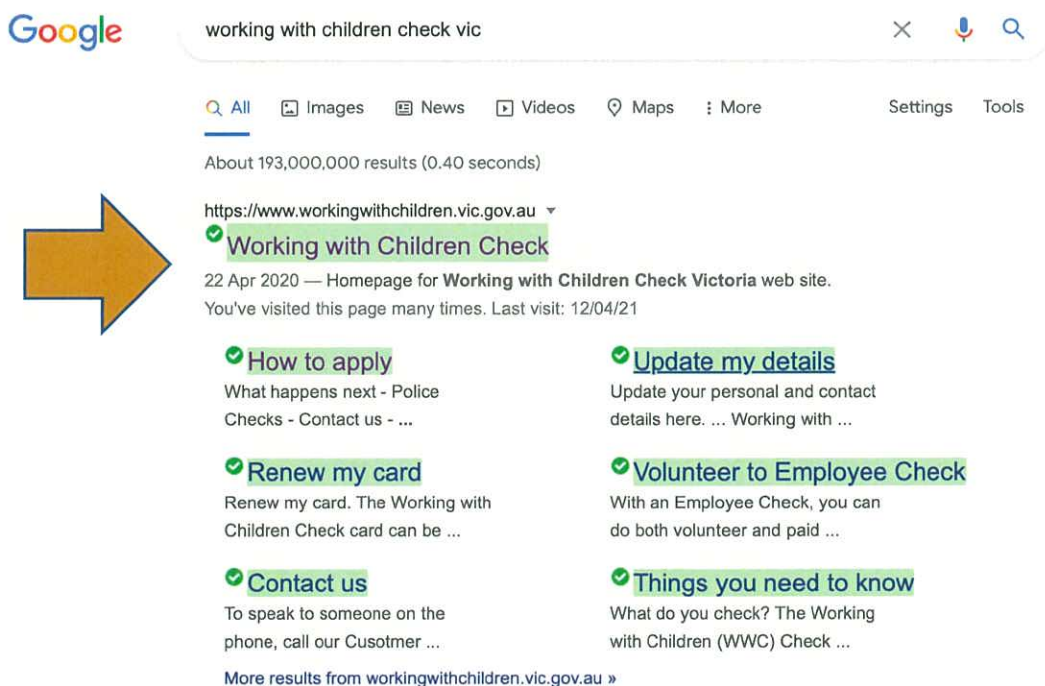 Google
working with children check vic
All Images News Videos Maps More Settings Tools
About 193,000,000 results (0.40 seconds)
https://www.workingwithchildren.vic.gov.au
Working with Children Check
22 Apr 2020 — Homepage for Working with Children Check Victoria web site.
You've visited this page many times. Last visit: 12/04/21
How to apply
What happens next - Police
Checks - Contact us - ...
Update my details
Update your personal and contact
details here. ... Working with ...
Renew my card
Renew my card. The Working with
Children Check card can be ...
Volunteer to Employee Check
With an Employee Check, you can
do both volunteer and paid ...
Contact us
To speak to someone on the
phone, call our Cusotmer ...
Things you need to know
What do you check? The Working
with Children (WWC) Check ...
More results from workingwithchildren.vic.gov.au »